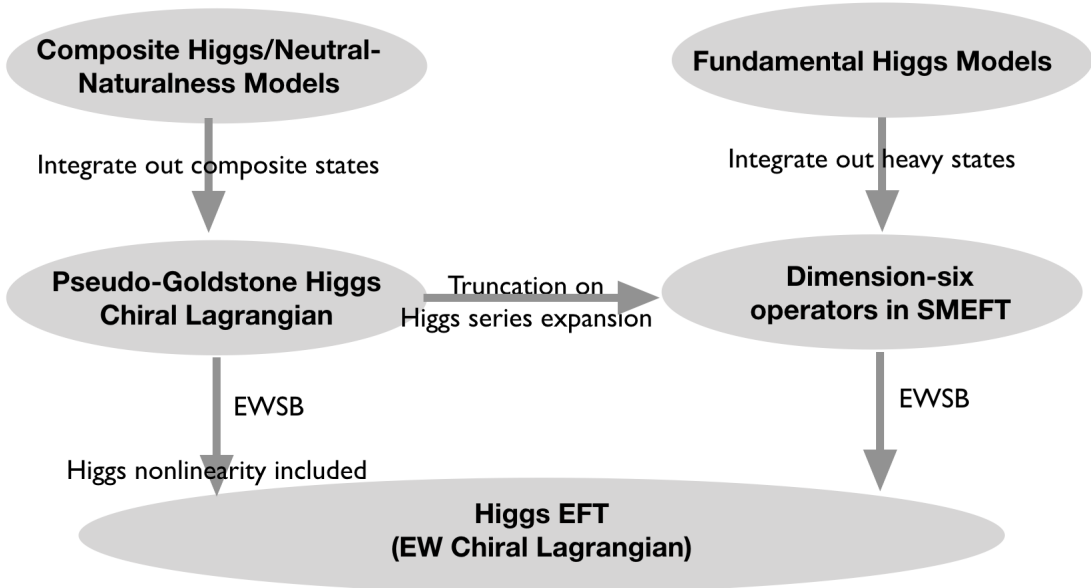 Composite Higgs/Neutral-
Naturalness Models
Fundamental Higgs Models
Integrate out composite states
Integrate out heavy states
Pseudo-Goldstone Higgs
Chiral Lagrangian
Truncation on
Higgs series expansion
Dimension-six
operators in SMEFT
EWSB
EWSB
Higgs nonlinearity included
Higgs EFT
(EW Chiral Lagrangian)